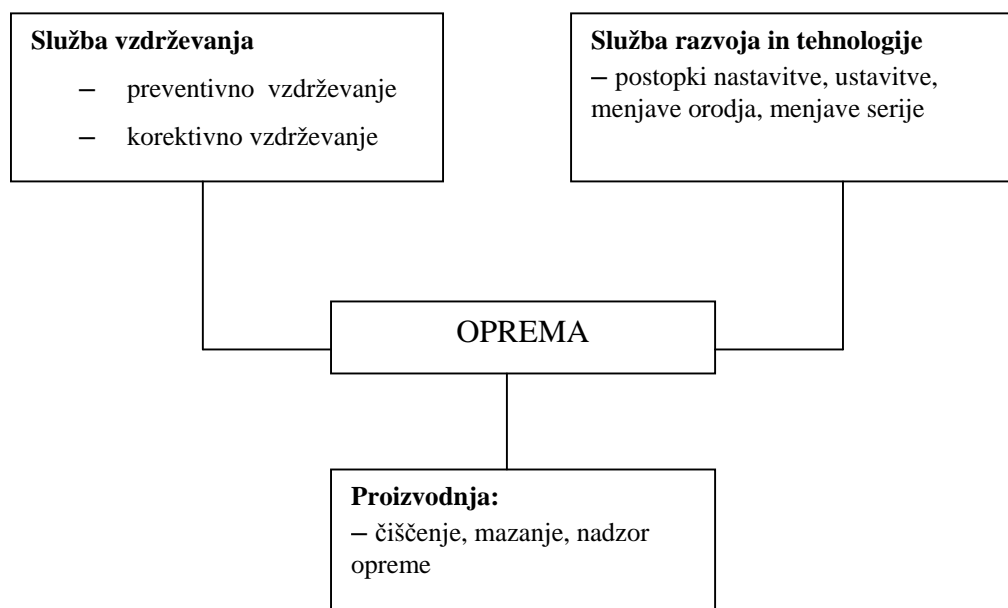 Služba vzdrževanja
– preventivno vzdrževanje
– korektivno vzdrževanje
Služba razvoja in tehnologije
– postopki nastavitve, ustavitve,
menjave orodja, menjave serije
OPREMA
Proizvodnja:
– čiščenje, mazanje, nadzor
opreme